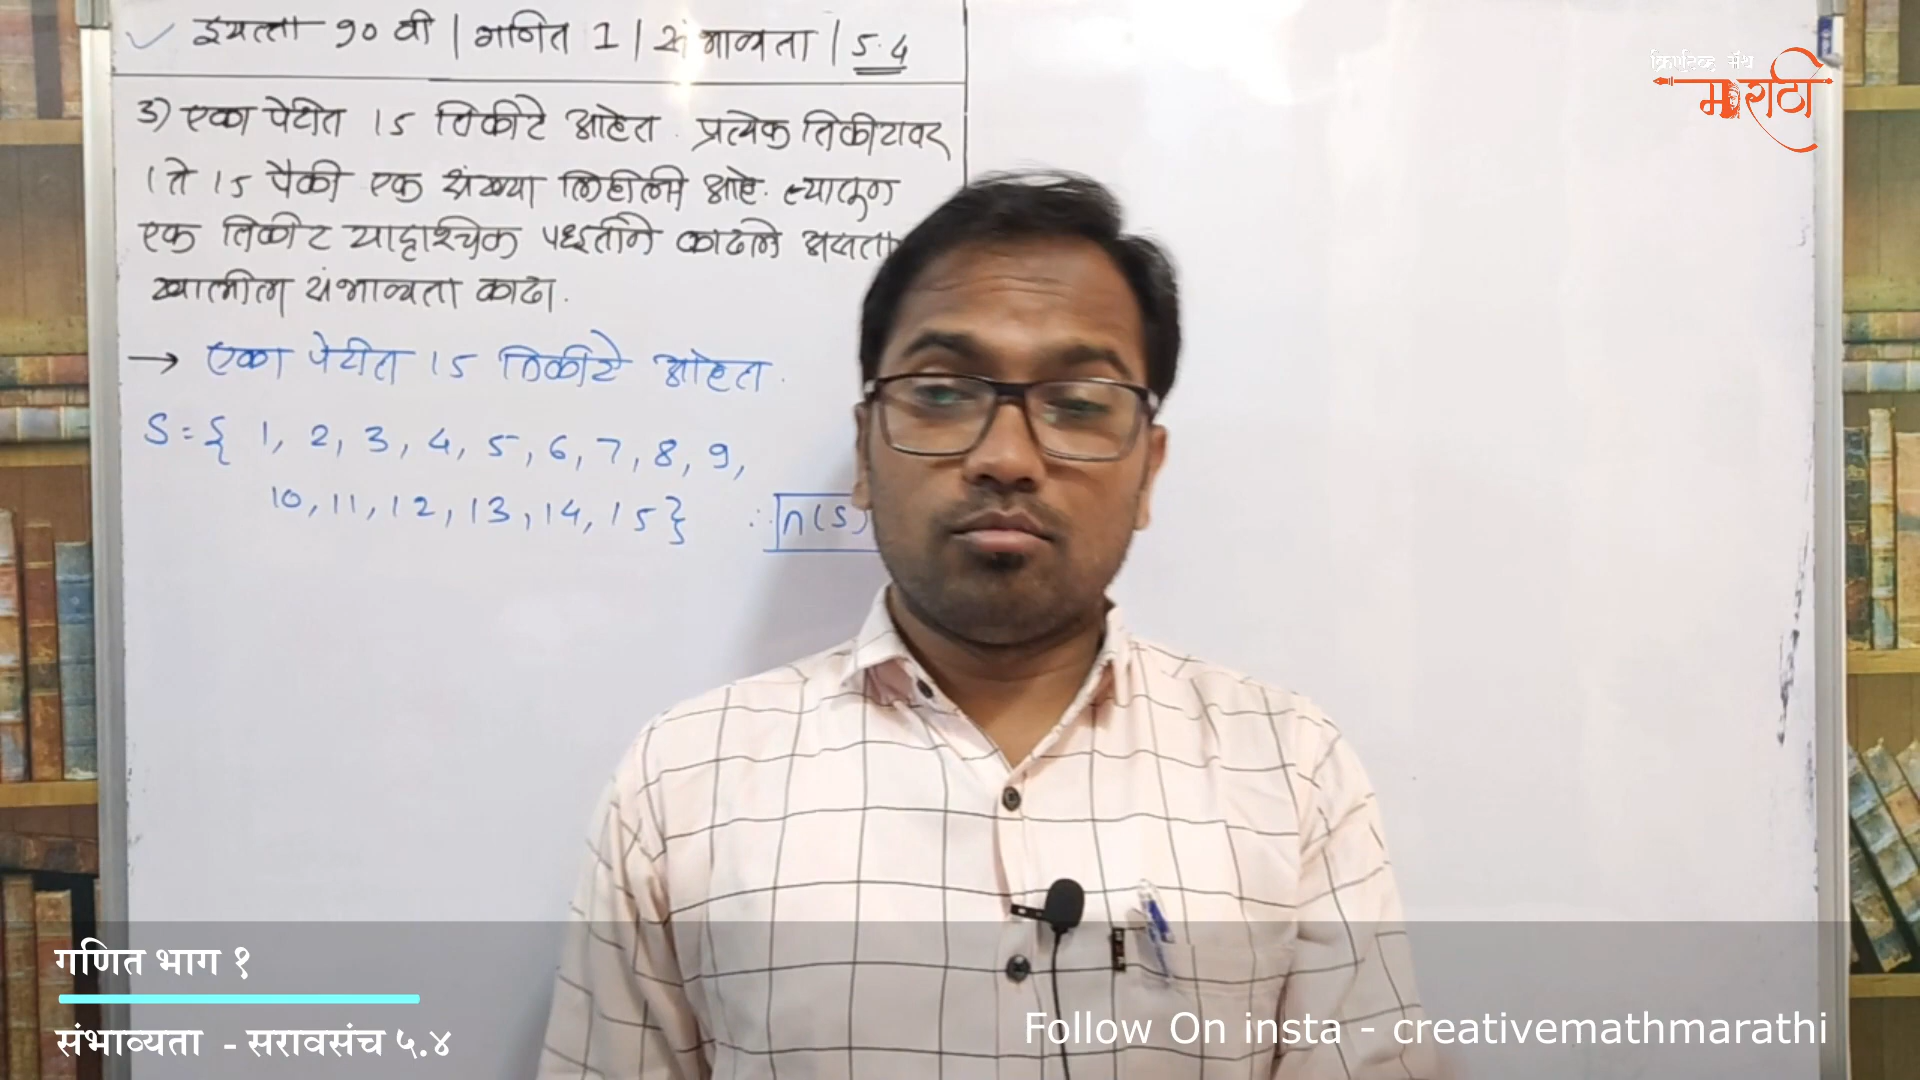 इयत्ता १० वी | गणित 1 | संभाव्यता | 5.4
3) एका पेटीत 15 तिकीटे आहेत. प्रत्येक तिकीटावर
1 ते 15 पैकी एक संख्या लिहीलेली आहे. त्यातून
एक तिकीट यादृच्छिक पद्धतीने काढले असता
खालील संभाव्यता काढा.
→ एका पेटीत 15 तिकीटे आहेत.
S = { 1, 2, 3, 4, 5, 6, 7, 8, 9,
10, 11, 12, 13, 14, 15 } ∴ n(S)
क्रिएटिव्ह मॅथ
मराठी
गणित भाग १
संभाव्यता - सरावसंच ५.४
Follow On insta - creativemathmarathi